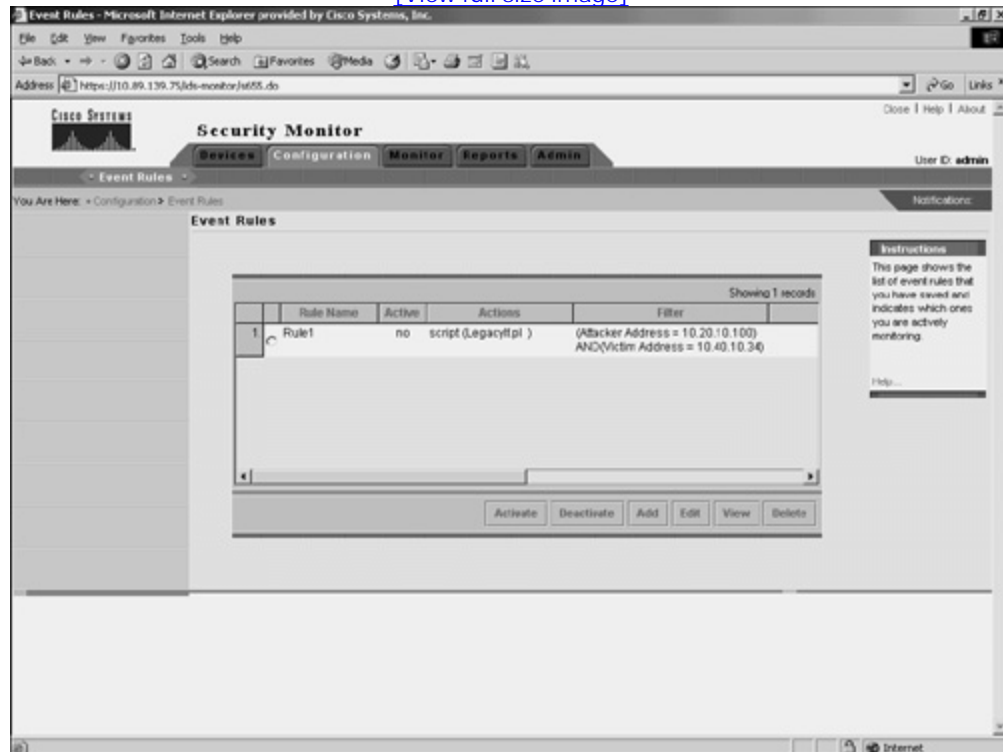 [View full size image]
Event Rules - Microsoft Internet Explorer provided by Cisco Systems, Inc.
File Edit View Favorites Tools Help
Back Search Favorites Media
Address https://10.89.139.75/ids-monitor/s655.do Go Links
Close | Help | About
CISCO SYSTEMS
Security Monitor
Devices Configuration Monitor Reports Admin
User ID: admin
Event Rules
You Are Here: Configuration > Event Rules
Notifications:
Event Rules
Instructions
This page shows the
list of event rules that
you have saved and
indicates which ones
you are actively
monitoring.
Help...
Showing 1 records
Rule Name Active Actions Filter
1. Rule1 no (Attacker Address = 10.20.10.100)
AND(Victim Address = 10.40.10.34)
Activate Deactivate Add Edit View Delete
Internet